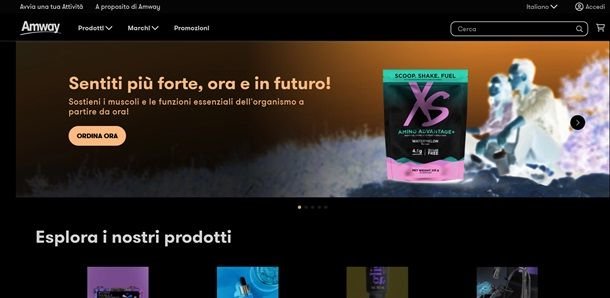 Avvia una tua Attività
A proposito di Amway
Italiano
Accedi
Amway
Prodotti
Marchi
Promozioni
Cerca
Sentiti più forte, ora e in futuro!
Sostieni i muscoli e le funzioni essenziali dell'organismo a
partire da ora!
ORDINA ORA
SCOOP. SHAKE. FUEL
XS
AMINO ADVANTAGE+
WATERMELON
Esplora i nostri prodotti